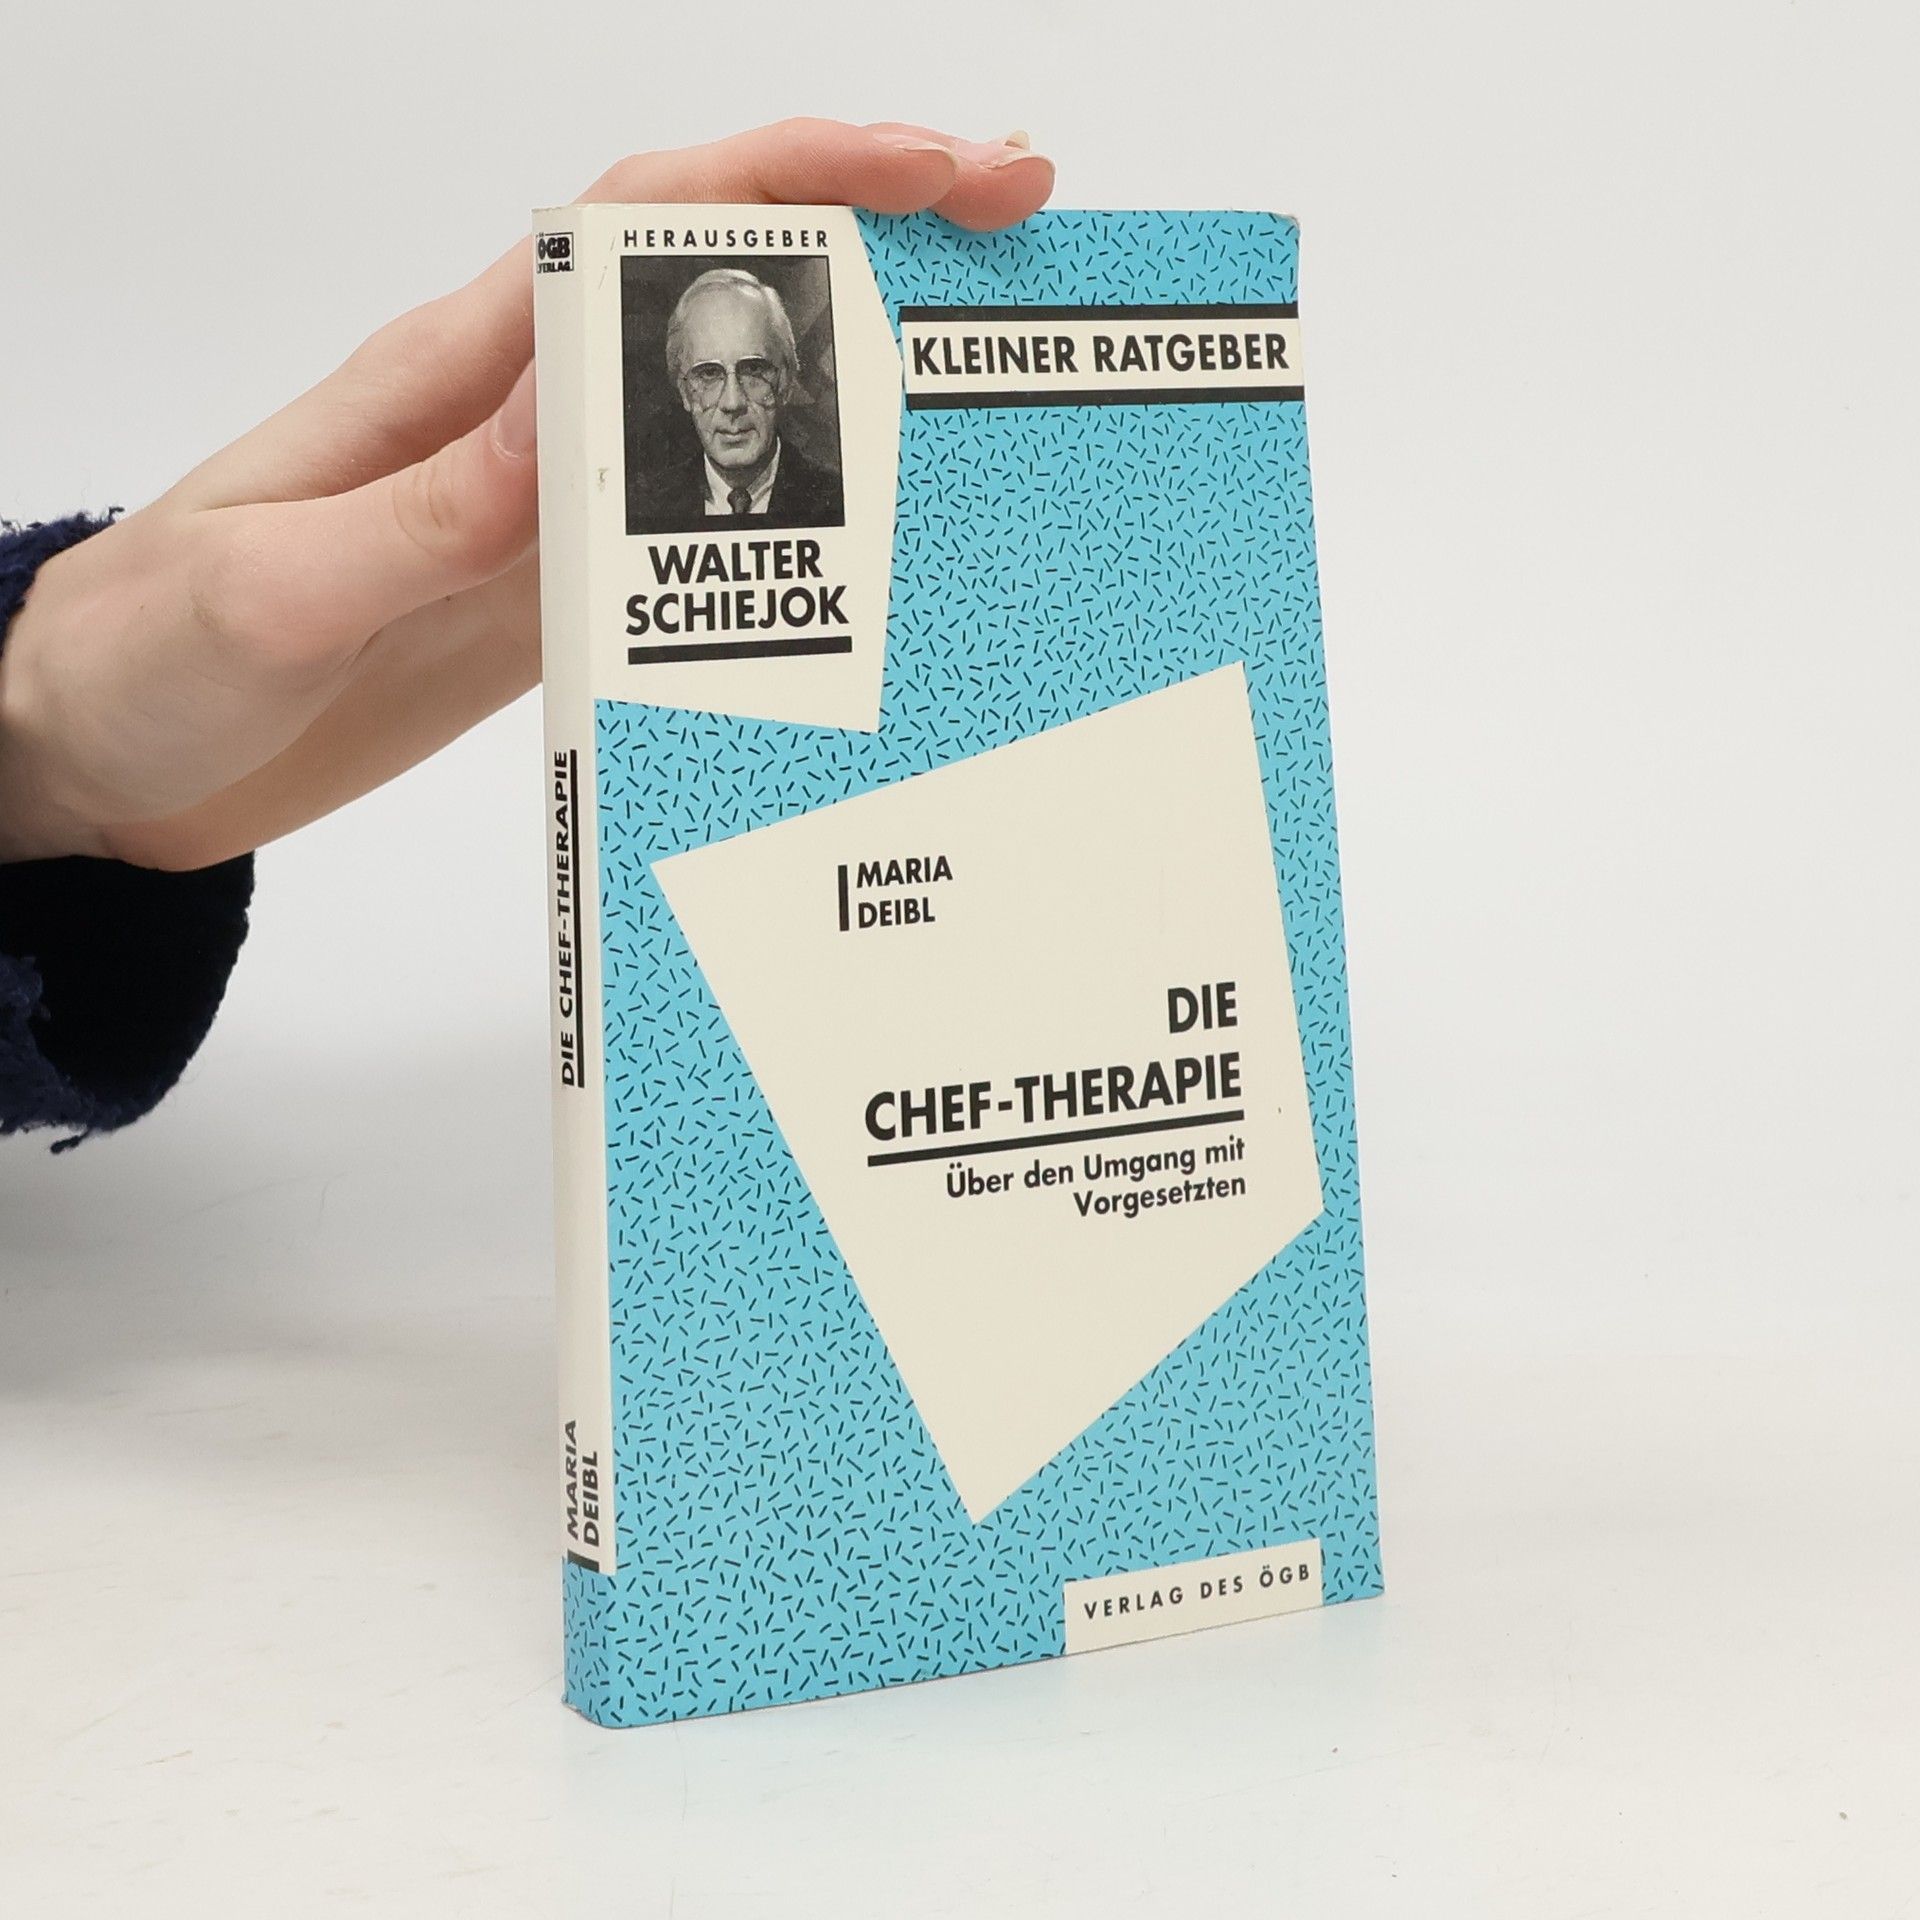 HERAUSGEBER
WALTER
SCHIEJOK
KLEINER RATGEBER
MARIA
DEIBL
DIE
CHEF-THERAPIE
Über den Umgang mit
Vorgesetzten
VERLAG DES ÖGB
ÖGB
VERLAG
DIE CHEF-THERAPIE
MARIA
DEIBL